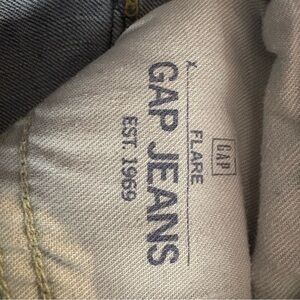 GAP
FLARE
X
GAP JEANS
EST. 1969